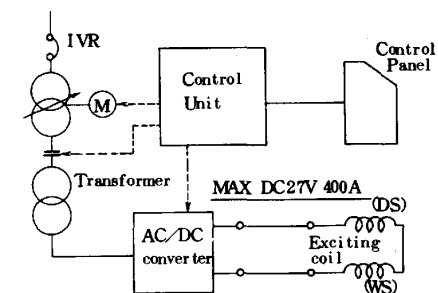 IVR
Control
Panel
Control
Unit
M
Transformer
MAX DC27V 400A
(DS)
AC/DC
converter
Exciting
coil
(WS)